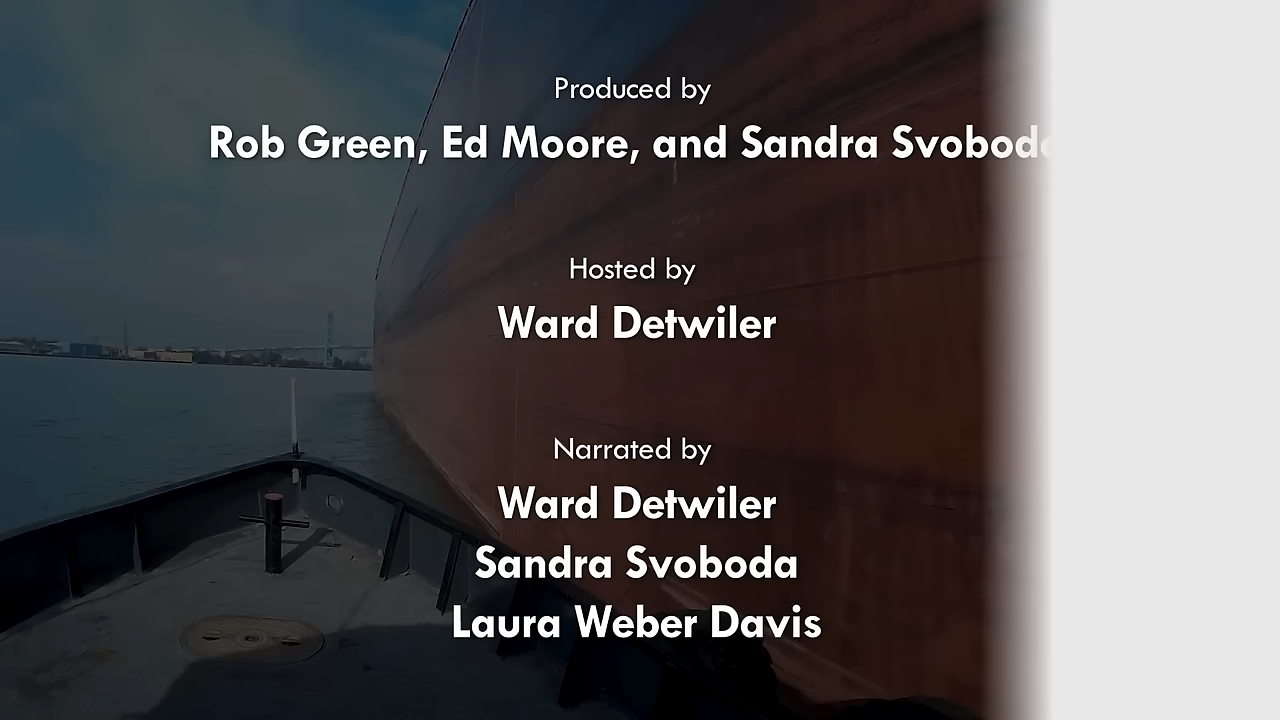 Produced by
Rob Green, Ed Moore, and Sandra Svoboda
Hosted by
Ward Detwiler
Narrated by
Ward Detwiler
Sandra Svoboda
Laura Weber Davis